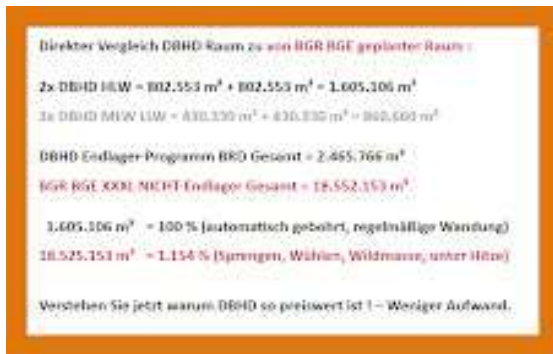 Direkter Vergleich DBHD Raum zu von BGR BGE geplanter Raum :
2x DBHD HLW = 802.553 m³ + 802.553 m³ = 1.605.106 m³
2x DBHD MLW LLW = 430.330 m³ + 430.330 m³ = 860.660 m³
DBHD Endlager Programm BRD Gesamt = 2.465.766 m³
BGR BGE XXXL NICHT Endlager Gesamt = 18.552.153 m³
1.605.106 m³ = 100 % (automatisch gebohrt, regelmäßige Wandung)
18.525.153 m³ = 1.154 % (Sprengen, Wühlen, Wildmasse, unter Hitze)
Verstehen Sie jetzt warum DBHD so preiswert ist ! – Weniger Aufwand.